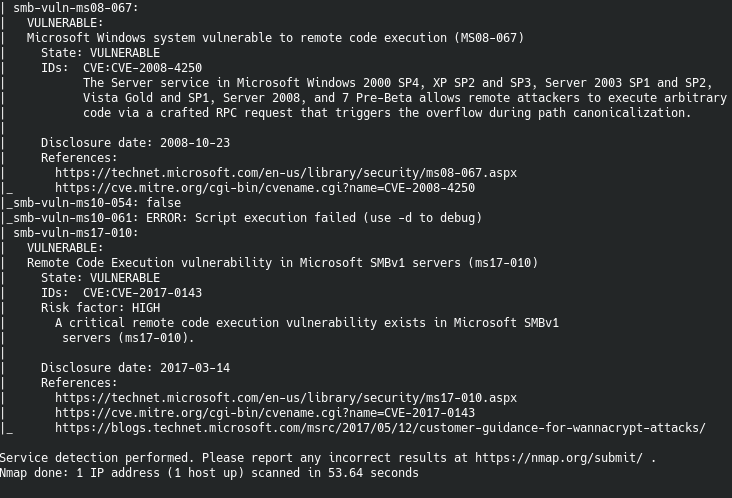 | smb-vuln-ms08-067:
|   VULNERABLE:
|   Microsoft Windows system vulnerable to remote code execution (MS08-067)
|     State: VULNERABLE
|     IDs:  CVE:CVE-2008-4250
|           The Server service in Microsoft Windows 2000 SP4, XP SP2 and SP3, Server 2003 SP1 and SP2,
|           Vista Gold and SP1, Server 2008, and 7 Pre-Beta allows remote attackers to execute arbitrary
|           code via a crafted RPC request that triggers the overflow during path canonicalization.
|
|     Disclosure date: 2008-10-23
|     References:
|       https://technet.microsoft.com/en-us/library/security/ms08-067.aspx
|_      https://cve.mitre.org/cgi-bin/cvename.cgi?name=CVE-2008-4250
|_smb-vuln-ms10-054: false
|_smb-vuln-ms10-061: ERROR: Script execution failed (use -d to debug)
| smb-vuln-ms17-010:
|   VULNERABLE:
|   Remote Code Execution vulnerability in Microsoft SMBv1 servers (ms17-010)
|     State: VULNERABLE
|     IDs:  CVE:CVE-2017-0143
|     Risk factor: HIGH
|       A critical remote code execution vulnerability exists in Microsoft SMBv1
|        servers (ms17-010).
|
|     Disclosure date: 2017-03-14
|     References:
|       https://technet.microsoft.com/en-us/library/security/ms17-010.aspx
|       https://cve.mitre.org/cgi-bin/cvename.cgi?name=CVE-2017-0143
|_      https://blogs.technet.microsoft.com/msrc/2017/05/12/customer-guidance-for-wannacrypt-attacks/

Service detection performed. Please report any incorrect results at https://nmap.org/submit/ .
Nmap done: 1 IP address (1 host up) scanned in 53.64 seconds